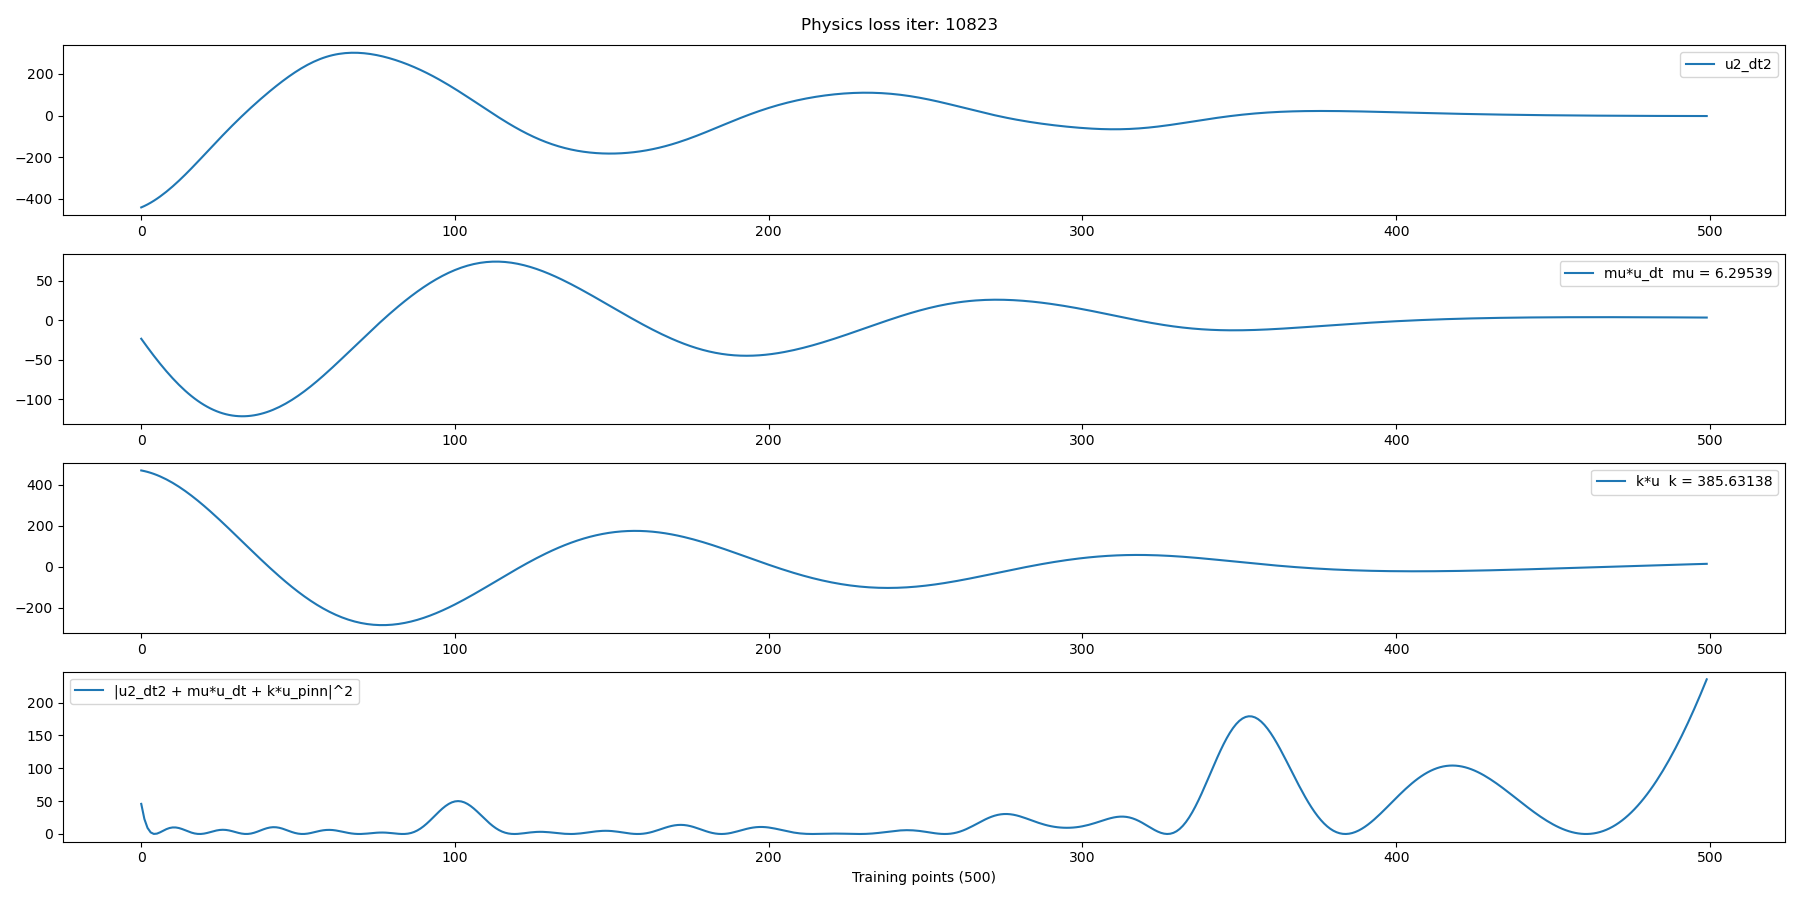 Physics loss iter: 10823
u2_dt2
200
0
−200
−400
0 100 200 300 400 500
mu*u_dt  mu = 6.29539
50
0
−50
−100
0 100 200 300 400 500
k*u  k = 385.63138
400
200
0
−200
0 100 200 300 400 500
|u2_dt2 + mu*u_dt + k*u_pinn|^2
200
150
100
50
0
0 100 200 300 400 500
Training points (500)